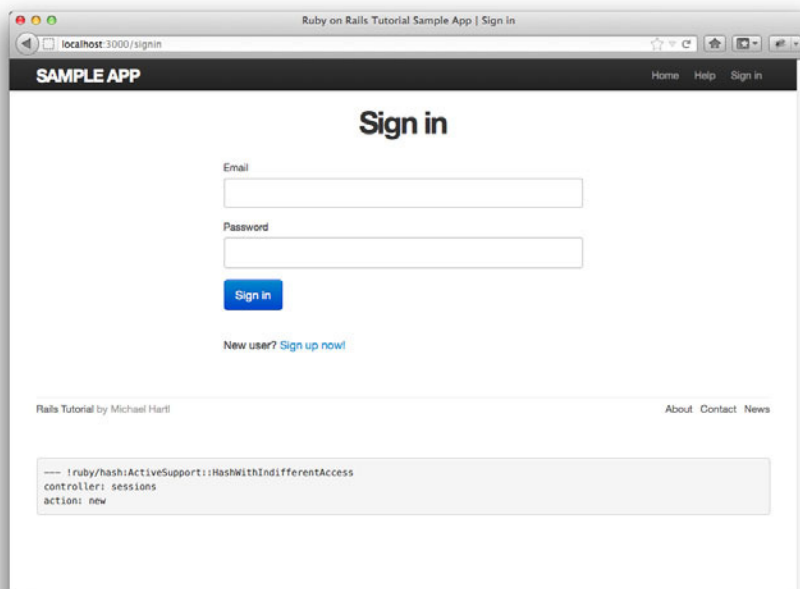 Ruby on Rails Tutorial Sample App | Sign in
localhost:3000/signin
SAMPLE APP
Home Help Sign in
Sign in
Email
Password
Sign in
New user? Sign up now!
Rails Tutorial by Michael Hartl
About Contact News
--- !ruby/hash:ActiveSupport::HashWithIndifferentAccess
controller: sessions
action: new